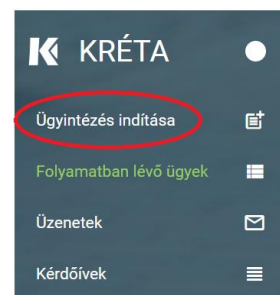 KRÉTA
Ügyintézés indítása
Folyamatban lévő ügyek
Üzenetek
Kérdőívek